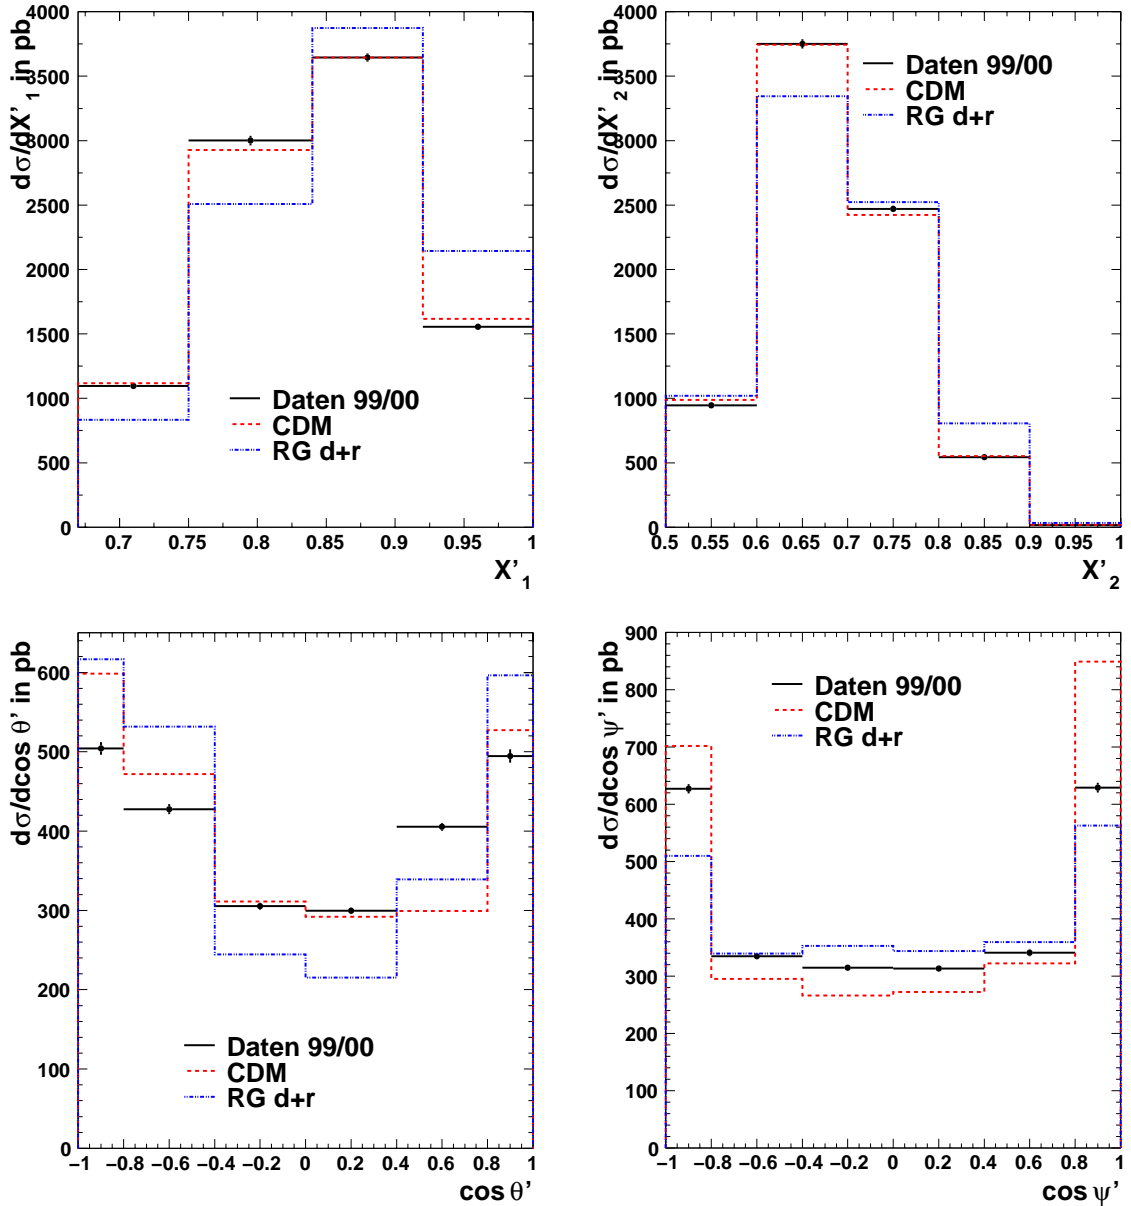 dσ/dX'₁ in pb
4000
3500
3000
2500
2000
1500
1000
500
0
Daten 99/00
CDM
RG d+r
0.7 0.75 0.8 0.85 0.9 0.95 1
X'₁
dσ/dX'₂ in pb
4000
3500
3000
2500
2000
1500
1000
500
0
Daten 99/00
CDM
RG d+r
0.5 0.55 0.6 0.65 0.7 0.75 0.8 0.85 0.9 0.95 1
X'₂
dσ/dcos θ' in pb
600
500
400
300
200
100
0
Daten 99/00
CDM
RG d+r
−1 −0.8 −0.6 −0.4 −0.2 0 0.2 0.4 0.6 0.8 1
cos θ'
dσ/dcos ψ' in pb
900
800
700
600
500
400
300
200
100
0
Daten 99/00
CDM
RG d+r
−1 −0.8 −0.6 −0.4 −0.2 0 0.2 0.4 0.6 0.8 1
cos ψ'